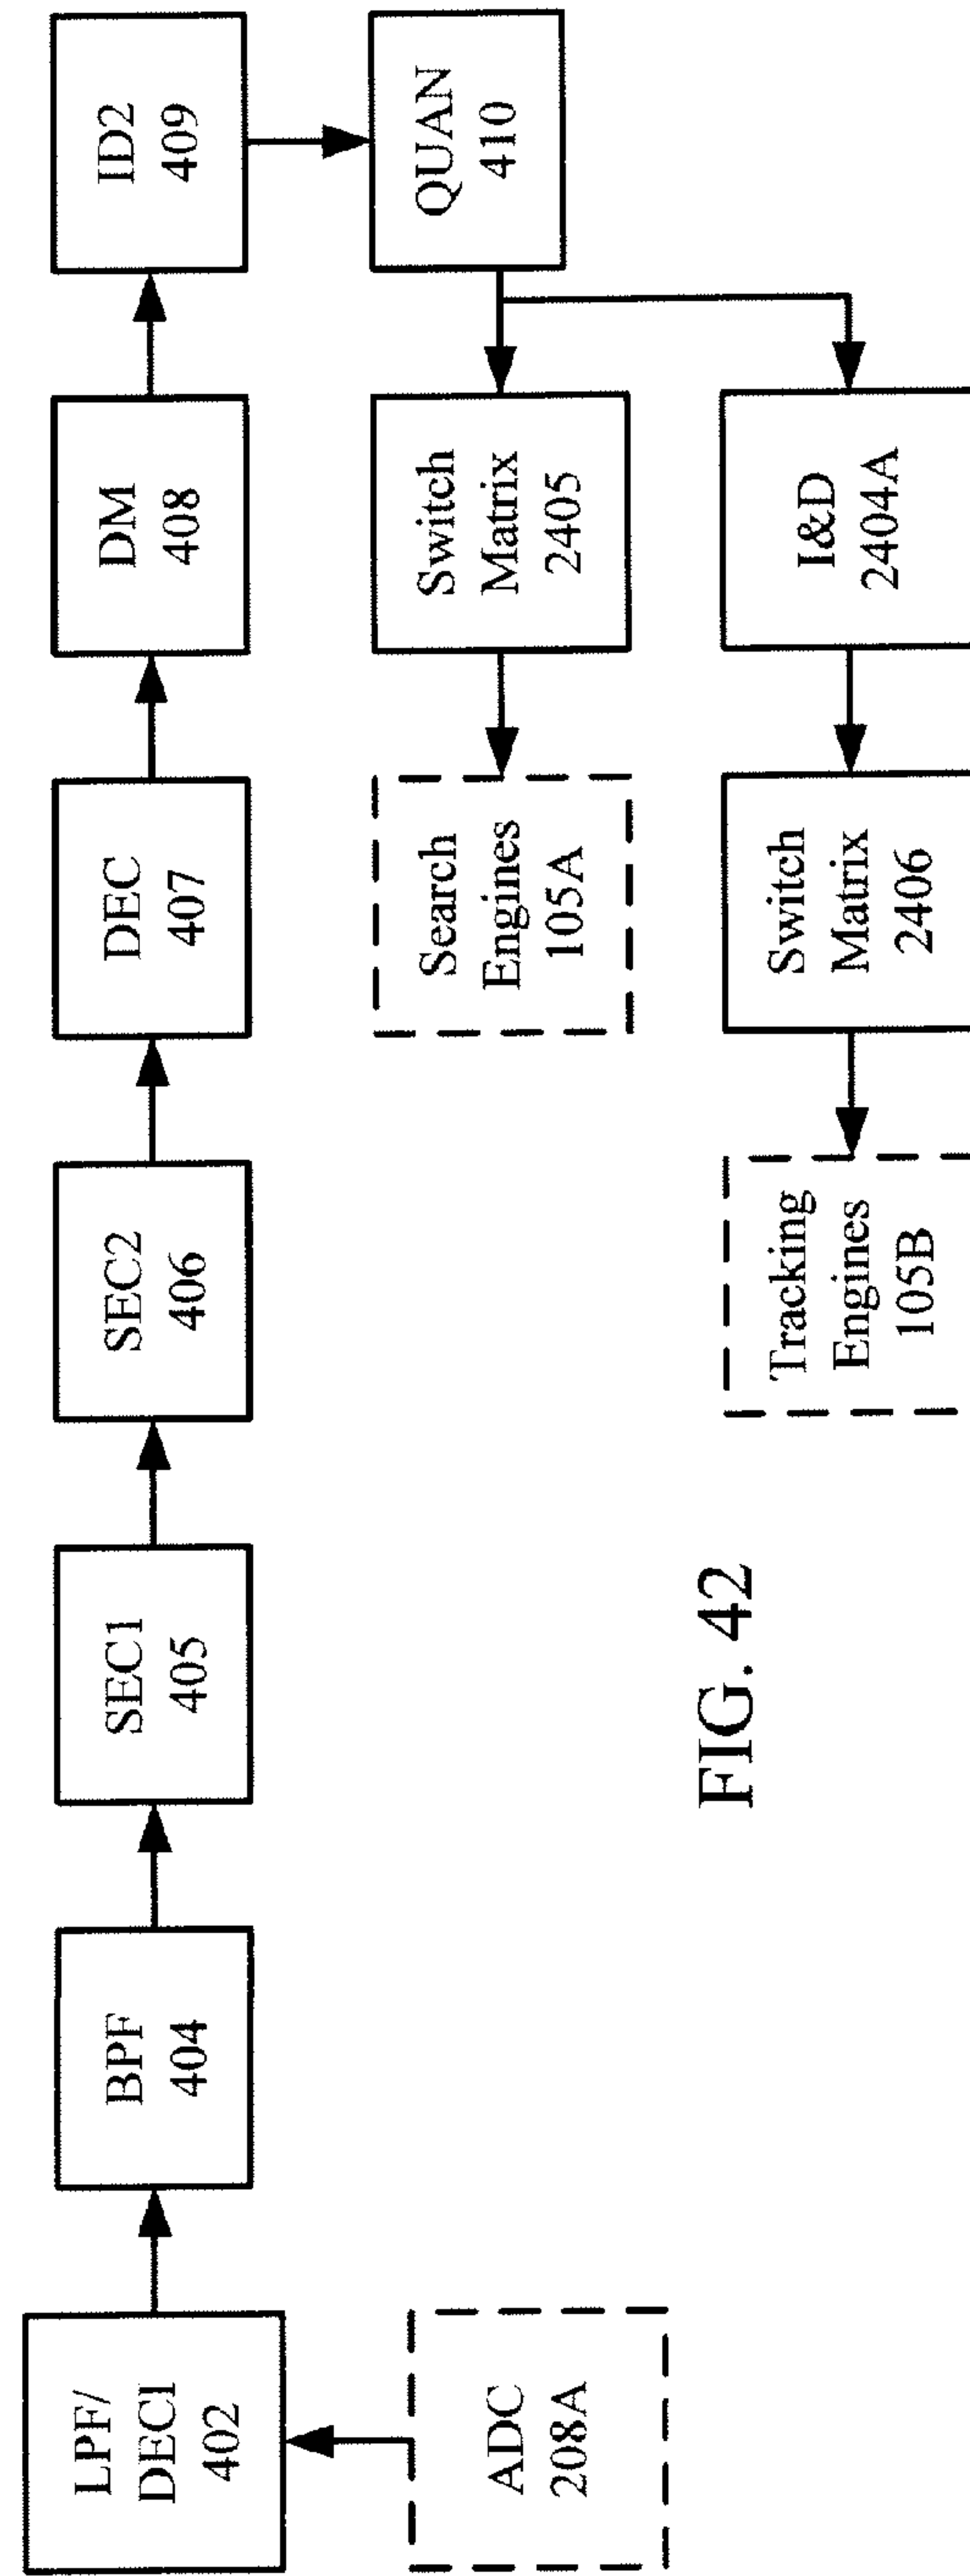 LPF/
DECI
402
BPF
404
SEC1
405
SEC2
406
DEC
407
DM
408
ID2
409
ADC
208A
Search
Engines
105A
Switch
Matrix
2405
QUAN
410
Tracking
Engines
105B
Switch
Matrix
2406
I&D
2404A
FIG. 42